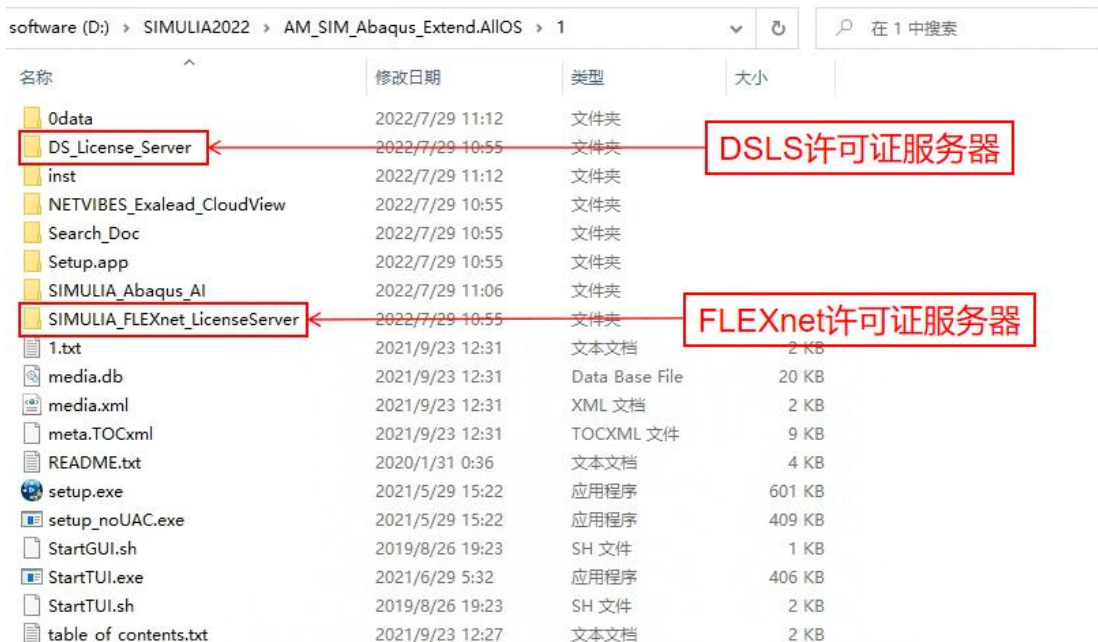 software (D:) › SIMULIA2022 › AM_SIM_Abaqus_Extend.AllOS › 1 在 1 中搜索
名称 修改日期 类型 大小
0data 2022/7/29 11:12 文件夹
DS_License_Server 2022/7/29 10:55 文件夹 DSLS许可证服务器
inst 2022/7/29 11:12 文件夹
NETVIBES_Exalead_CloudView 2022/7/29 10:55 文件夹
Search_Doc 2022/7/29 10:55 文件夹
Setup.app 2022/7/29 10:55 文件夹
SIMULIA_Abaqus_AI 2022/7/29 11:06 文件夹
SIMULIA_FLEXnet_LicenseServer 2022/7/29 10:55 文件夹 FLEXnet许可证服务器
1.txt 2021/9/23 12:31 文本文档 2 KB
media.db 2021/9/23 12:31 Data Base File 20 KB
media.xml 2021/9/23 12:31 XML 文档 2 KB
meta.TOCxml 2021/9/23 12:31 TOCXML 文件 9 KB
README.txt 2020/1/31 0:36 文本文档 4 KB
setup.exe 2021/5/29 15:22 应用程序 601 KB
setup_noUAC.exe 2021/5/29 15:22 应用程序 409 KB
StartGUI.sh 2019/8/26 19:23 SH 文件 1 KB
StartTUI.exe 2021/6/29 5:32 应用程序 406 KB
StartTUI.sh 2019/8/26 19:23 SH 文件 2 KB
table_of_contents.txt 2021/9/23 12:27 文本文档 2 KB